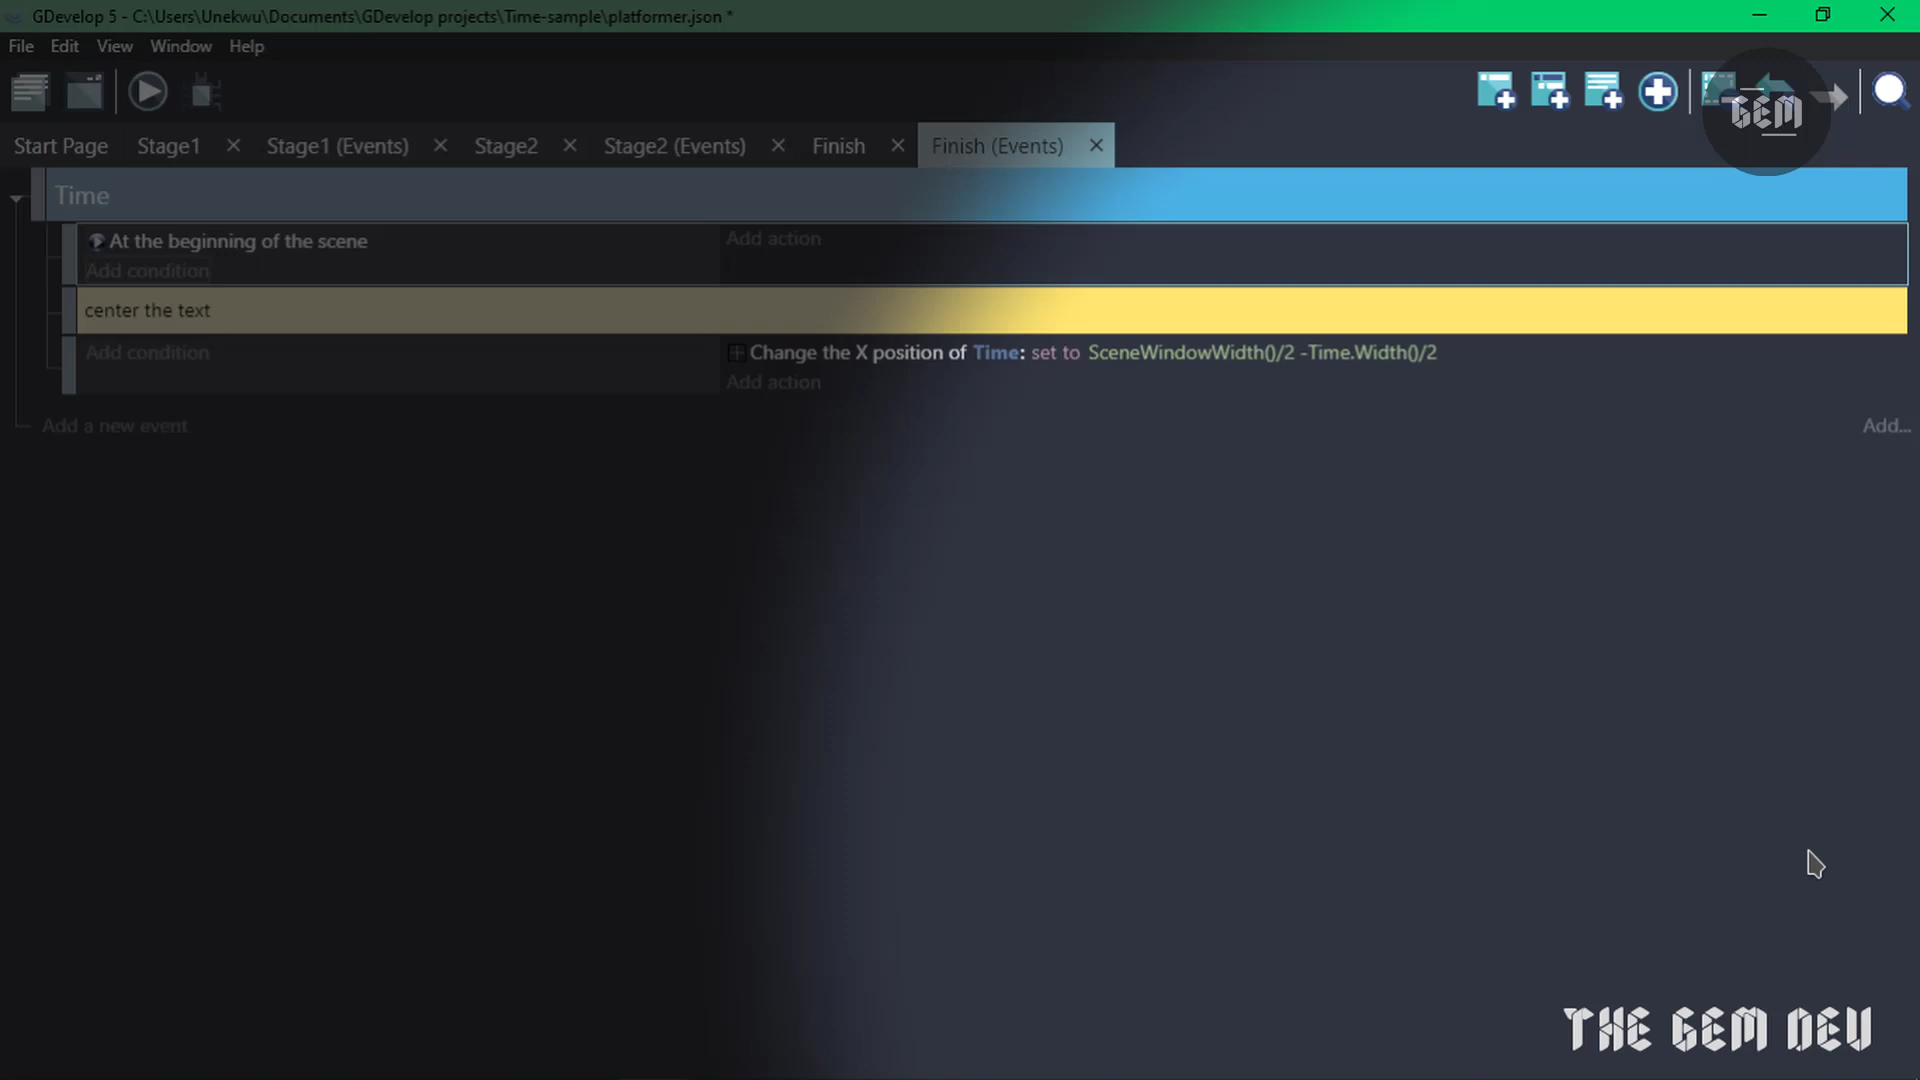 GDevelop 5 - C:\Users\Unekwu\Documents\GDevelop projects\Time-sample\platformer.json *
File Edit View Window Help
GEM
Start Page Stage1 Stage1 (Events) Stage2 Stage2 (Events) Finish Finish (Events)
Time
At the beginning of the scene Add action
Add condition
center the text
Add condition Change the X position of Time: set to SceneWindowWidth()/2 -Time.Width()/2
Add action
Add a new event Add...
THE GEM DEV